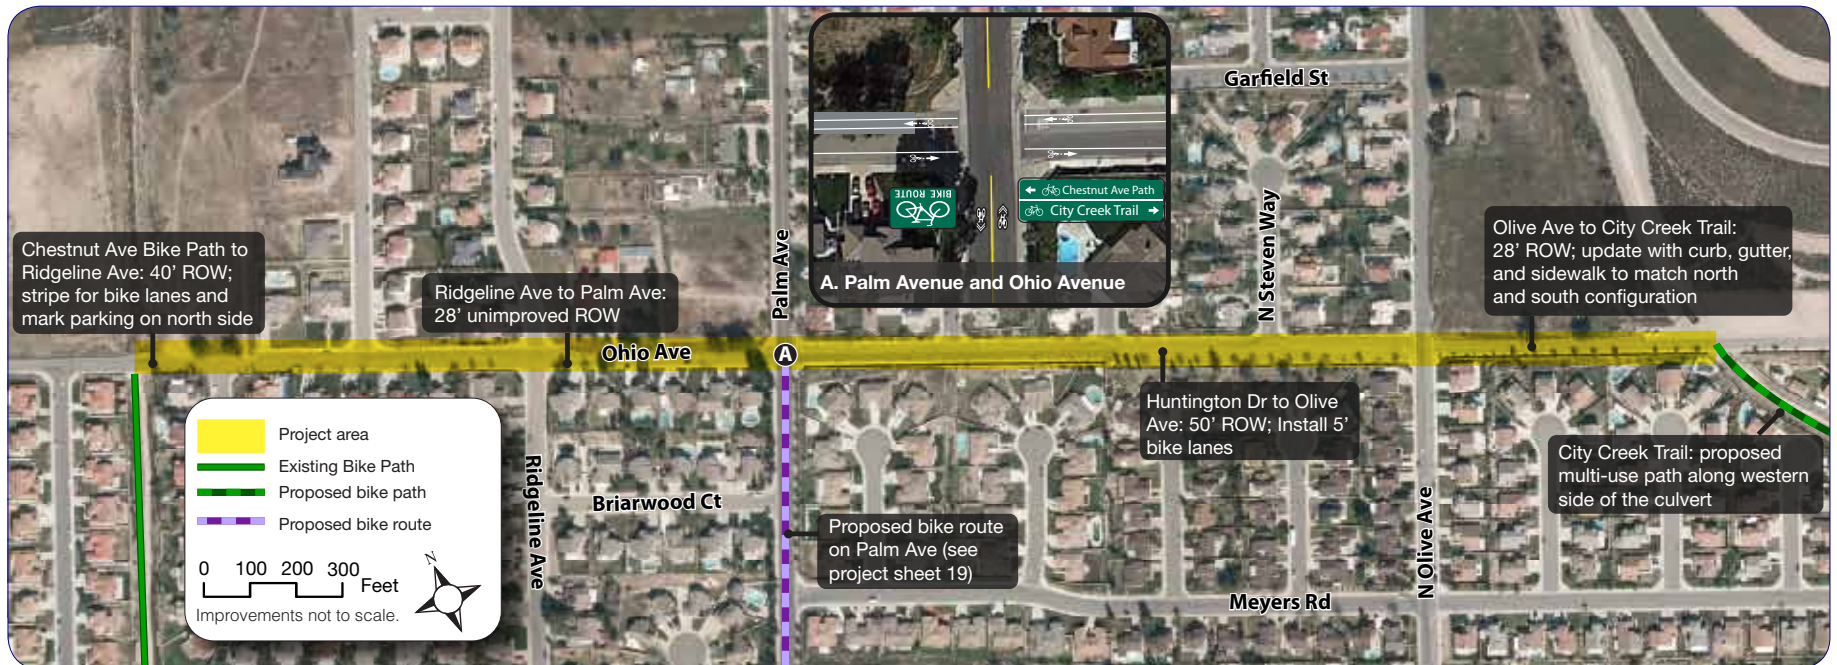 Garfield St
Palm Ave
N Steven Way
BIKE ROUTE
Chestnut Ave Path
City Creek Trail
A. Palm Avenue and Ohio Avenue
Chestnut Ave Bike Path to
Ridgeline Ave: 40’ ROW;
stripe for bike lanes and
mark parking on north side
Ridgeline Ave to Palm Ave:
28’ unimproved ROW
Olive Ave to City Creek Trail:
28’ ROW; update with curb, gutter,
and sidewalk to match north
and south configuration
Ohio Ave
A
Huntington Dr to Olive
Ave: 50’ ROW; Install 5’
bike lanes
City Creek Trail: proposed
multi-use path along western
side of the culvert
Project area
Existing Bike Path
Proposed bike path
Proposed bike route
0 100 200 300
Feet
Improvements not to scale.
N
Ridgeline Ave
Briarwood Ct
Proposed bike route
on Palm Ave (see
project sheet 19)
N Olive Ave
Meyers Rd